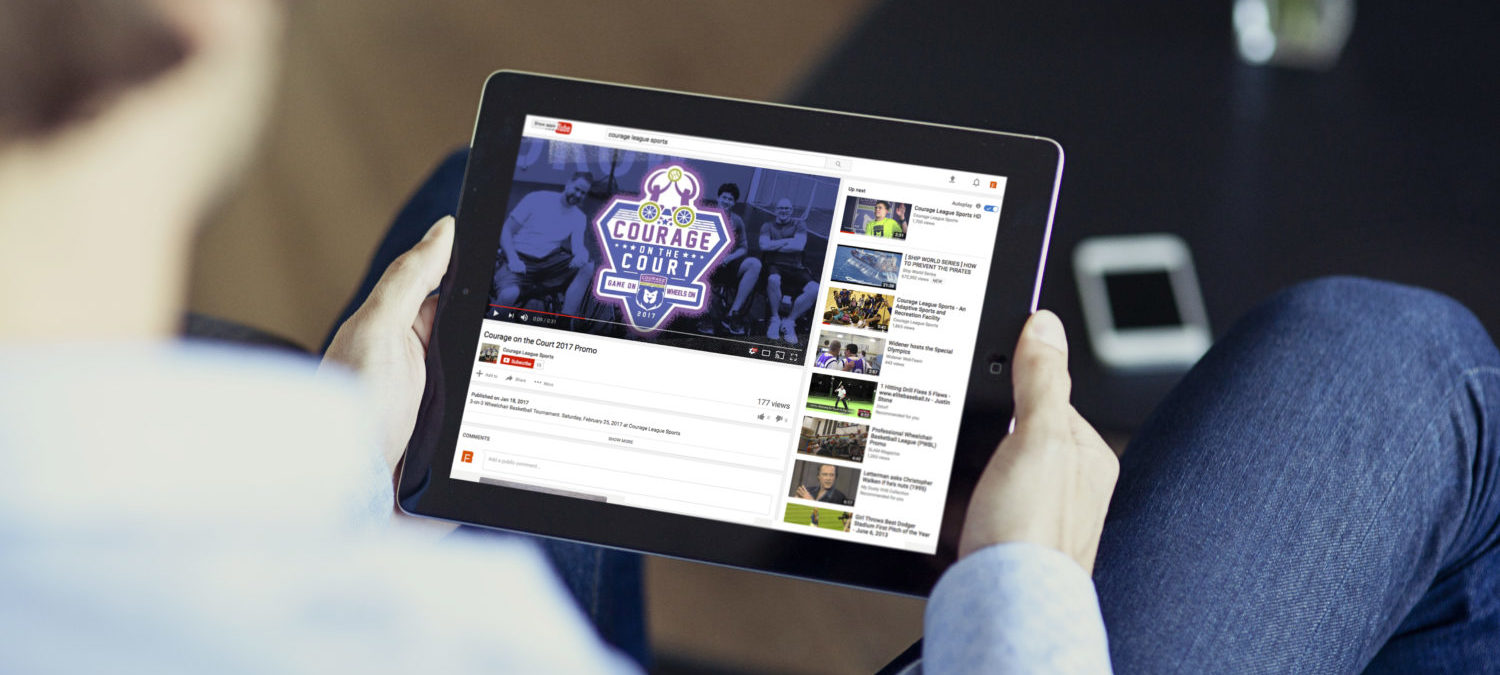 Tube
courage league sports
COURAGE
ON THE
COURT
GAME ON
WHEELS ON
COURAGE
2017
0:09 / 0:31
Courage on the Court 2017 Promo
Courage League Sports
Subscribe
Add to
Share
More
177 views
Published on Jan 18, 2017
3-on-3 Wheelchair Basketball Tournament. Saturday, February 25, 2017 at Courage League Sports
SHOW MORE
COMMENTS
Add a public comment...
Up next
Autoplay
Courage League Sports HD
Courage League Sports
1,705 views
[ SHIP WORLD SERIES ] HOW
TO PREVENT THE PIRATES
Ship World Series
NEW
Courage League Sports - An
Adaptive Sports and
Recreation Facility
Courage League Sports
Widener hosts the Special
Olympics
1 Hitting Drill Fixes 5 Flaws -
www.elitebaseball.tv - Justin
Stone
Recommended for you
Professional Wheelchair
Basketball League (PWBL)
Promo
SLAM Magazine
Letterman asks Christopher
Walken if he's nuts (1995)
Recommended for you
Girl Throws Best Dodger
Stadium First Pitch of the Year
- June 6, 2013